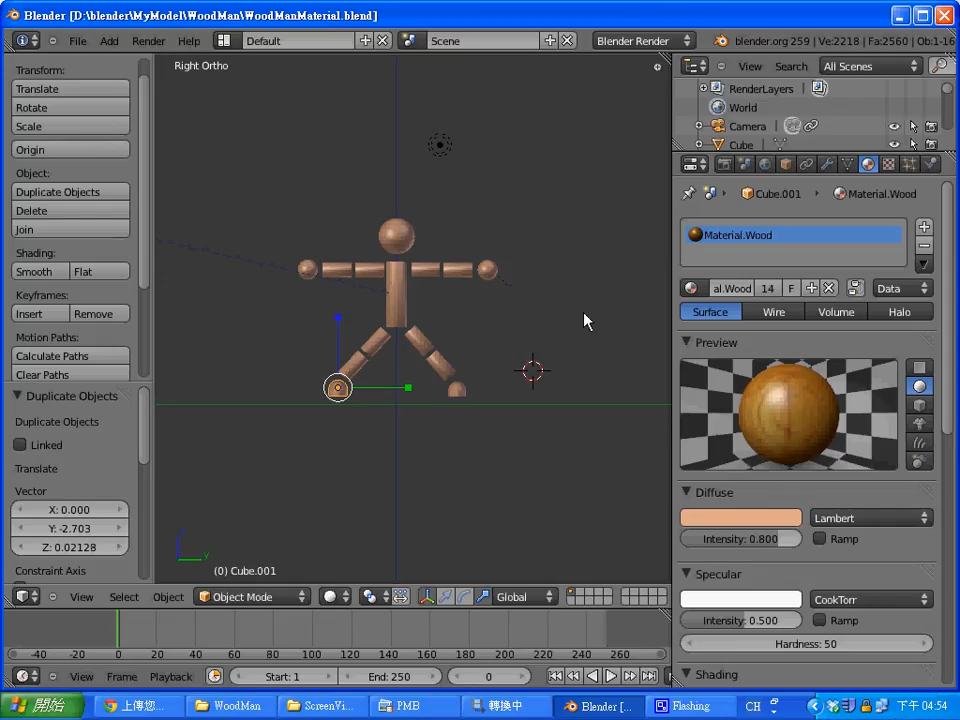 Blender [D:\blender\MyModel\WoodMan\WoodManMaterial.blend]
File Add Render Help Default Scene Blender Render blender.org 259 | Ve:2218 | Fa:2560 | Ob:1-16
Transform:
Translate
Rotate
Scale
Origin
Object:
Duplicate Objects
Delete
Join
Shading:
Smooth Flat
Keyframes:
Insert Remove
Motion Paths:
Calculate Paths
Clear Paths
Duplicate Objects
Duplicate Objects
Linked
Translate
Vector
X: 0.000
Y: -2.703
Z: 0.02128
Constraint Axis
Right Ortho
y
(0) Cube.001
View Select Object Object Mode Global
-40 -20 0 20 40 60 80 100 120 140 160 180 200 220 240 260
View Frame Playback Start: 1 End: 250 0
View Search All Scenes
RenderLayers
World
Camera
Cube
Cube.001 Material.Wood
Material.Wood
al.Wood 14 F Data
Surface Wire Volume Halo
Preview
Diffuse
Lambert
Intensity: 0.800 Ramp
Specular
CookTorr
Intensity: 0.500 Ramp
Hardness: 50
Shading
開始 上傳您... WoodMan ScreenVi... PMB 轉換中 Blender [... Flashing CH 下午 04:54